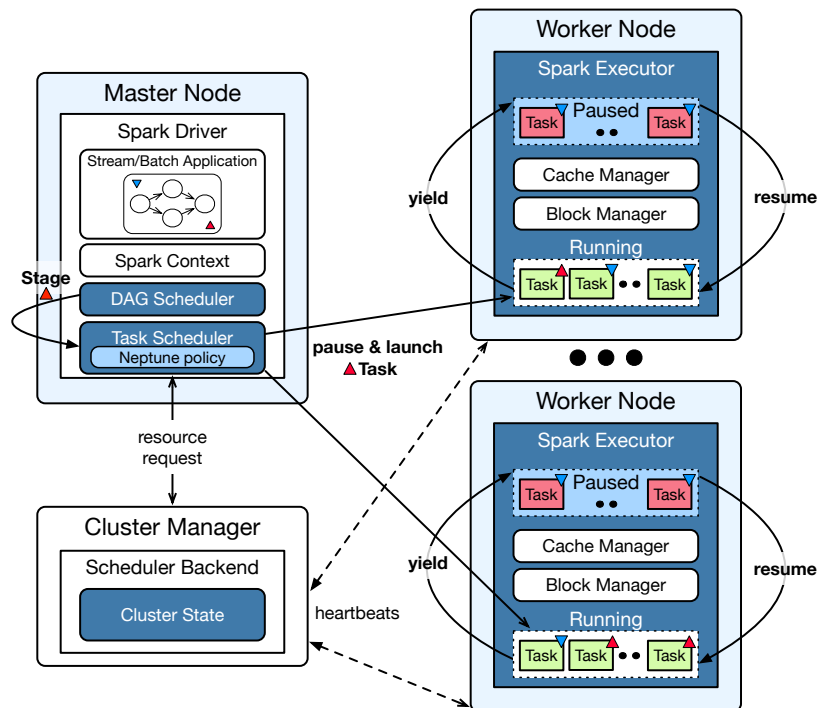 Master Node
Spark Driver
Stream/Batch Application
Spark Context
Stage
DAG Scheduler
Task Scheduler
Neptune policy
pause & launch
Task
resource
request
Cluster Manager
Scheduler Backend
Cluster State
heartbeats
Worker Node
Spark Executor
Paused
Task
Task
Cache Manager
Block Manager
yield
resume
Running
Task
Task
Task
Worker Node
Spark Executor
Paused
Task
Task
Cache Manager
Block Manager
yield
resume
Running
Task
Task
Task